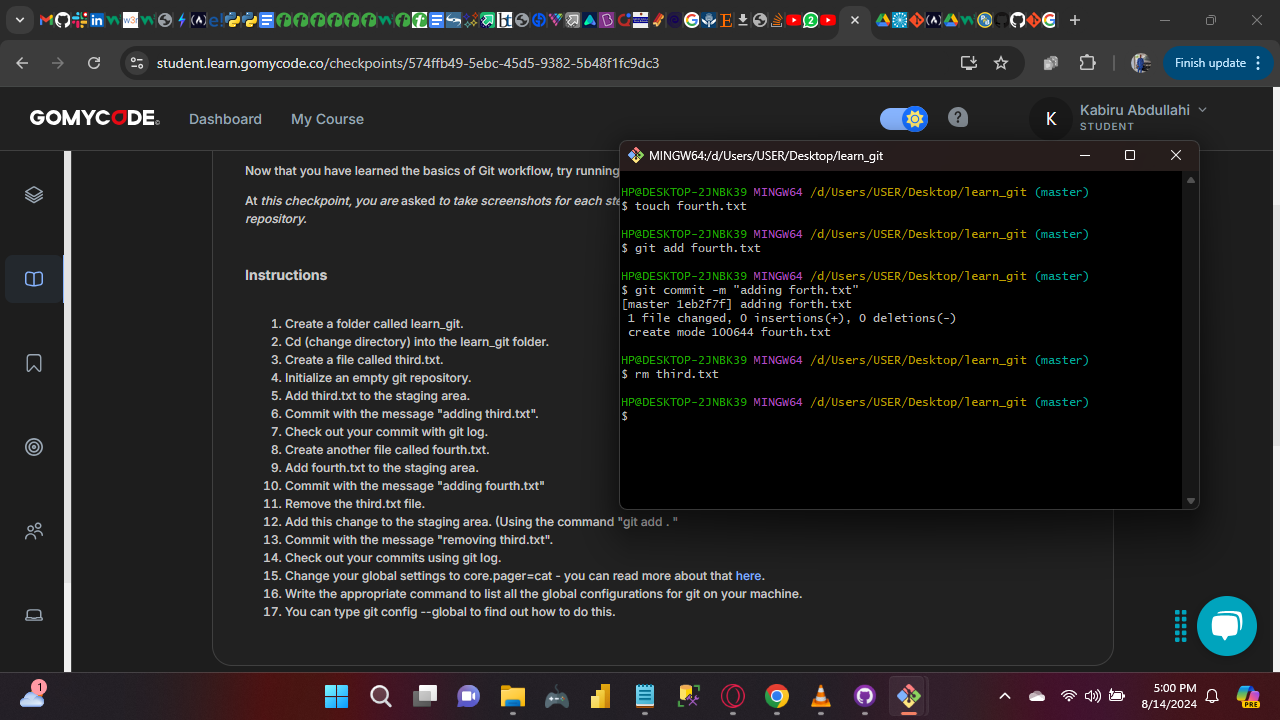 student.learn.gomycode.co/checkpoints/574ffb49-5ebc-45d5-9382-5b48f1fc9dc3
Finish update
GOMYCODE
Dashboard
My Course
K
Kabiru Abdullahi
STUDENT
Now that you have learned the basics of Git workflow, try running
At this checkpoint, you are asked to take screenshots for each ste
repository.
Instructions
1. Create a folder called learn_git.
2. Cd (change directory) into the learn_git folder.
3. Create a file called third.txt.
4. Initialize an empty git repository.
5. Add third.txt to the staging area.
6. Commit with the message "adding third.txt".
7. Check out your commit with git log.
8. Create another file called fourth.txt.
9. Add fourth.txt to the staging area.
10. Commit with the message "adding fourth.txt"
11. Remove the third.txt file.
12. Add this change to the staging area. (Using the command "git add . "
13. Commit with the message "removing third.txt".
14. Check out your commits using git log.
15. Change your global settings to core.pager=cat - you can read more about that here.
16. Write the appropriate command to list all the global configurations for git on your machine.
17. You can type git config --global to find out how to do this.
MINGW64:/d/Users/USER/Desktop/learn_git
HP@DESKTOP-2JNBK39 MINGW64 /d/Users/USER/Desktop/learn_git (master)
$ touch fourth.txt
HP@DESKTOP-2JNBK39 MINGW64 /d/Users/USER/Desktop/learn_git (master)
$ git add fourth.txt
HP@DESKTOP-2JNBK39 MINGW64 /d/Users/USER/Desktop/learn_git (master)
$ git commit -m "adding forth.txt"
[master 1eb2f7f] adding forth.txt
1 file changed, 0 insertions(+), 0 deletions(-)
create mode 100644 fourth.txt
HP@DESKTOP-2JNBK39 MINGW64 /d/Users/USER/Desktop/learn_git (master)
$ rm third.txt
HP@DESKTOP-2JNBK39 MINGW64 /d/Users/USER/Desktop/learn_git (master)
$
1
5:00 PM
8/14/2024
PRE